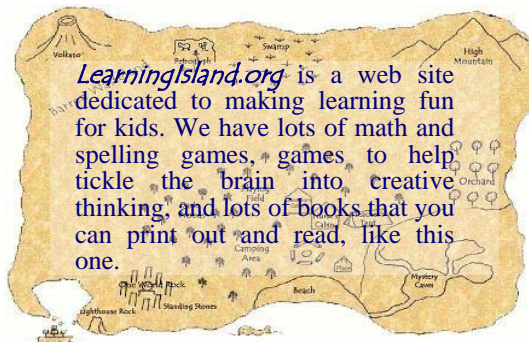 Volcano
Petroglyph
Swamp
High
Mountain
LearningIsland.org is a web site
dedicated to making learning fun
for kids. We have lots of math and
spelling games, games to help
tickle the brain into creative
thinking, and lots of books that you
can print out and read, like this
one.
Orchard
Field
Cabin
Camping
Area
Mystery
Caves
Beach
Standing Stones
Lighthouse Rock